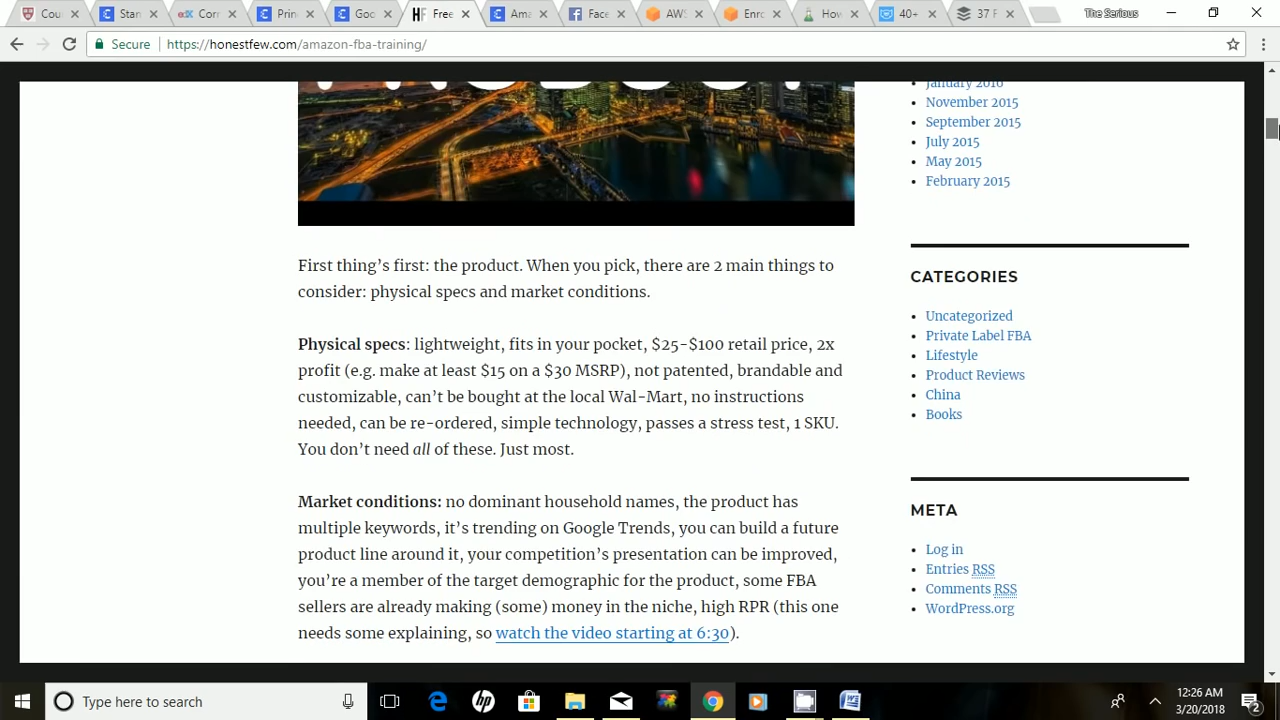 Cou
Stan
Corr
Prin
Goo
Free
Ama
Face
AWS
Enro
How
40+
37 F
The Serious
Secure
https://honestfew.com/amazon-fba-training/
First thing’s first: the product. When you pick, there are 2 main things to
consider: physical specs and market conditions.
Physical specs: lightweight, fits in your pocket, $25-$100 retail price, 2x
profit (e.g. make at least $15 on a $30 MSRP), not patented, brandable and
customizable, can’t be bought at the local Wal-Mart, no instructions
needed, can be re-ordered, simple technology, passes a stress test, 1 SKU.
You don’t need all of these. Just most.
Market conditions: no dominant household names, the product has
multiple keywords, it’s trending on Google Trends, you can build a future
product line around it, your competition’s presentation can be improved,
you’re a member of the target demographic for the product, some FBA
sellers are already making (some) money in the niche, high RPR (this one
needs some explaining, so watch the video starting at 6:30).
January 2016
November 2015
September 2015
July 2015
May 2015
February 2015
CATEGORIES
Uncategorized
Private Label FBA
Lifestyle
Product Reviews
China
Books
META
Log in
Entries RSS
Comments RSS
WordPress.org
Type here to search
12:26 AM
3/20/2018
2